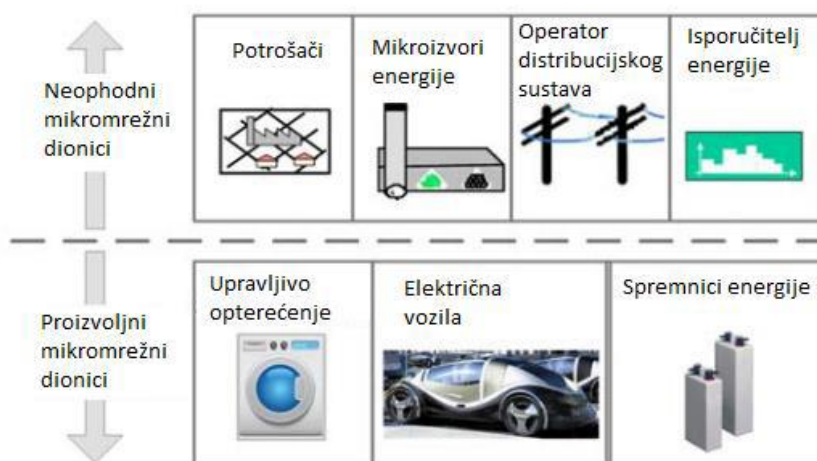 Neophodni
mikromrežni
dionici
Potrošači
Mikroizvori
energije
Operator
distribucijskog
sustava
Isporučitelj
energije
Proizvoljni
mikromrežni
dionici
Upravljivo
opterećenje
Električna
vozila
Spremnici energije